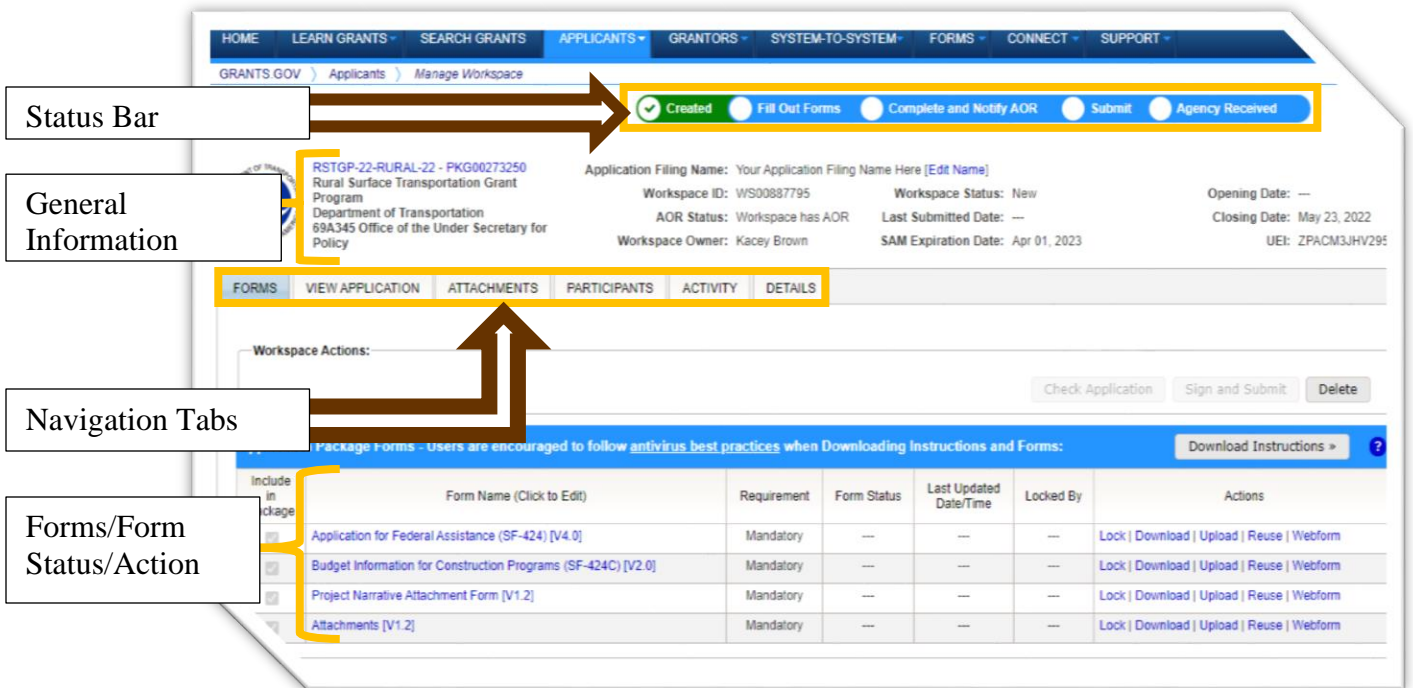 HOME LEARN GRANTS SEARCH GRANTS APPLICANTS GRANTORS SYSTEM-TO-SYSTEM FORMS CONNECT SUPPORT
GRANTS.GOV 〉 Applicants 〉 Manage Workspace
Status Bar
Created Fill Out Forms Complete and Notify AOR Submit Agency Received
General
Information
RSTGP-22-RURAL-22 - PKG00273250
Rural Surface Transportation Grant
Program
Department of Transportation
69A345 Office of the Under Secretary for
Policy
Application Filing Name: Your Application Filing Name Here [Edit Name]
Workspace ID: WS00887795 Workspace Status: New Opening Date: ---
AOR Status: Workspace has AOR Last Submitted Date: --- Closing Date: May 23, 2022
Workspace Owner: Kacey Brown SAM Expiration Date: Apr 01, 2023 UEI: ZPACM3JHV295
FORMS VIEW APPLICATION ATTACHMENTS PARTICIPANTS ACTIVITY DETAILS
Workspace Actions:
Check Application Sign and Submit Delete
Navigation Tabs
Package Forms - Users are encouraged to follow antivirus best practices when Downloading Instructions and Forms: Download Instructions » ?
Include
in
ckage
Form Name (Click to Edit) Requirement Form Status Last Updated Date/Time Locked By Actions
Forms/Form
Status/Action
Application for Federal Assistance (SF-424) [V4.0] Mandatory --- --- --- Lock | Download | Upload | Reuse | Webform
Budget Information for Construction Programs (SF-424C) [V2.0] Mandatory --- --- --- Lock | Download | Upload | Reuse | Webform
Project Narrative Attachment Form [V1.2] Mandatory --- --- --- Lock | Download | Upload | Reuse | Webform
Attachments [V1.2] Mandatory --- --- --- Lock | Download | Upload | Reuse | Webform